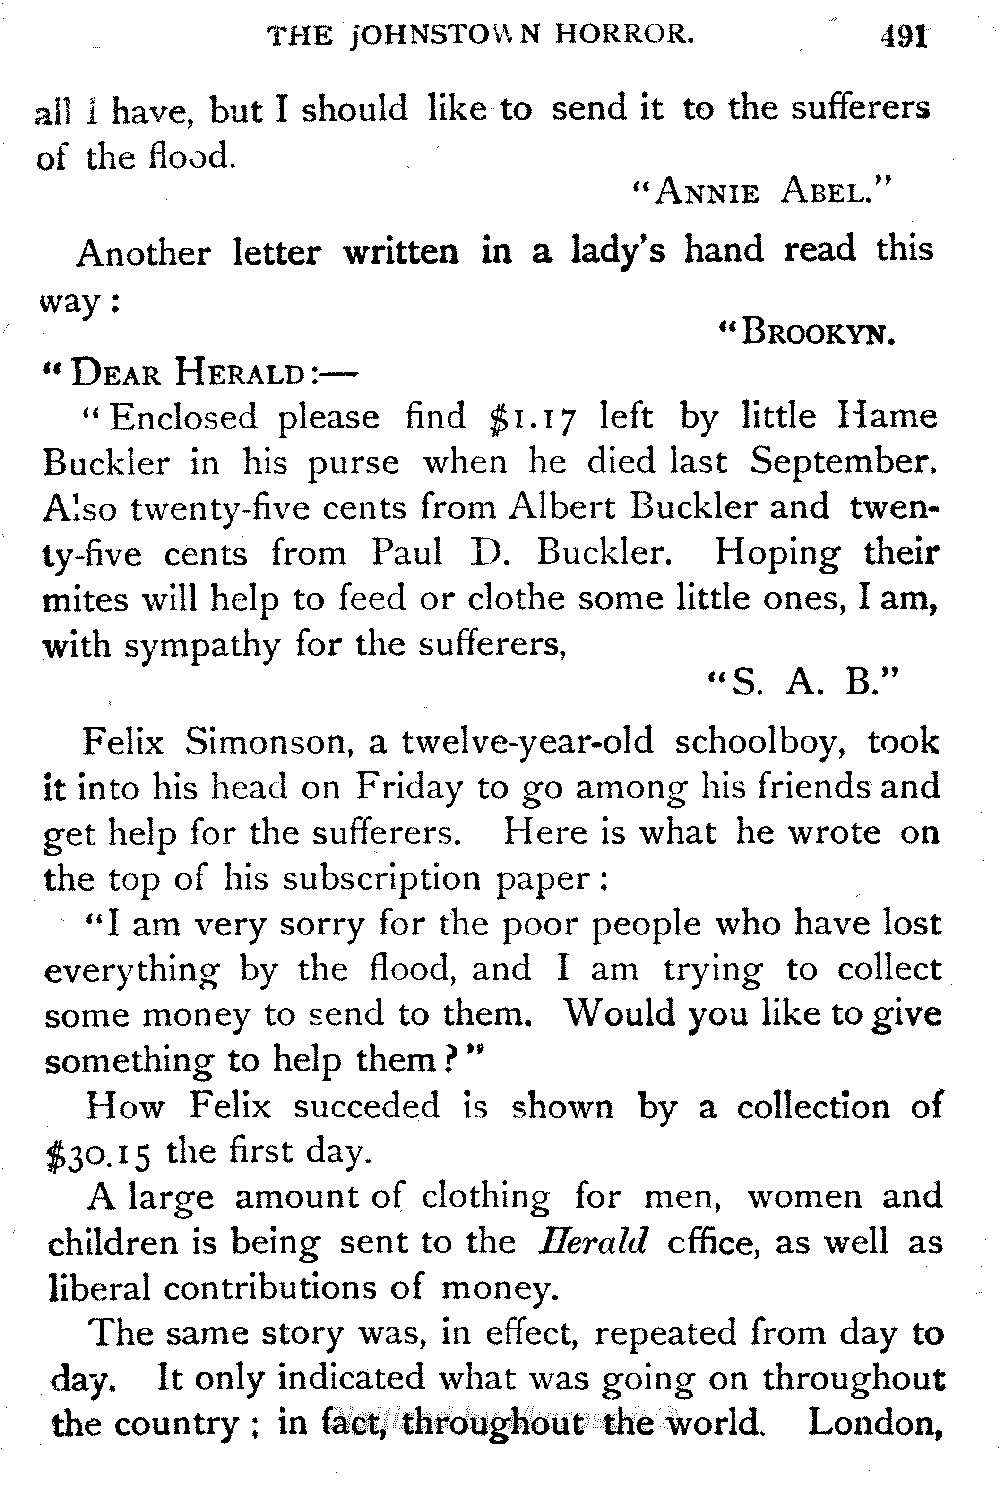 THE JOHNSTOWN HORROR. 491
all I have, but I should like to send it to the sufferers
of the flood.
"ANNIE ABEL."
Another letter written in a lady's hand read this
way:
"BROOKYN.
"DEAR HERALD:—
"Enclosed please find $1.17 left by little Hame
Buckler in his purse when he died last September.
Also twenty-five cents from Albert Buckler and twen-
ty-five cents from Paul D. Buckler. Hoping their
mites will help to feed or clothe some little ones, I am,
with sympathy for the sufferers,
"S. A. B."
Felix Simonson, a twelve-year-old schoolboy, took
it into his head on Friday to go among his friends and
get help for the sufferers. Here is what he wrote on
the top of his subscription paper:
"I am very sorry for the poor people who have lost
everything by the flood, and I am trying to collect
some money to send to them. Would you like to give
something to help them?"
How Felix succeded is shown by a collection of
$30.15 the first day.
A large amount of clothing for men, women and
children is being sent to the Herald office, as well as
liberal contributions of money.
The same story was, in effect, repeated from day to
day. It only indicated what was going on throughout
the country; in fact, throughout the world. London,